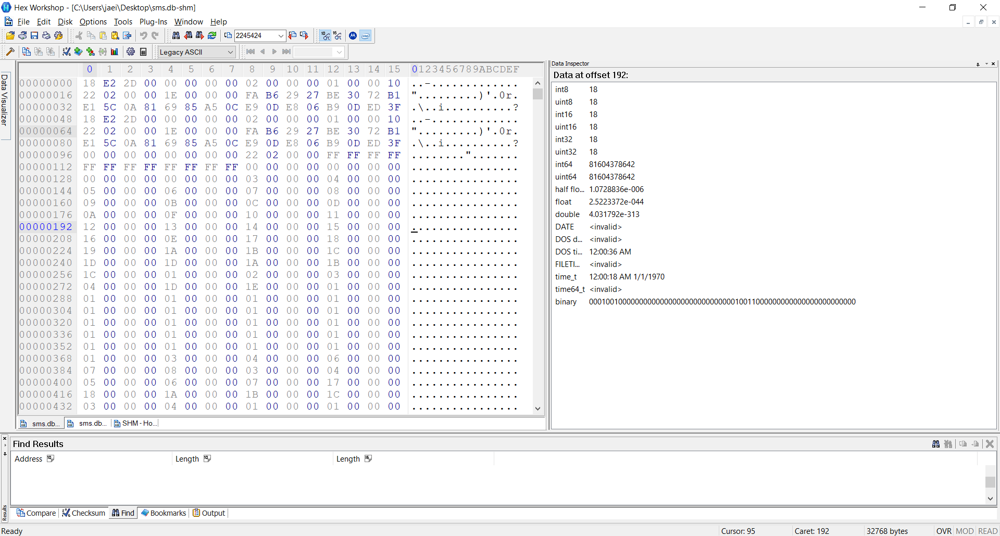 Hex Workshop - [C:\Users\jaei\Desktop\sms.db-shm]
File Edit Disk Options Tools Plug-Ins Window Help
2245424
Legacy ASCII
Data Visualizer
0 1 2 3 4 5 6 7 8 9 10 11 12 13 14 15 0123456789ABCDEF
00000000 18 E2 2D 00 00 00 00 00 02 00 00 00 01 00 00 10 ..-.............
00000016 22 02 00 00 1E 00 00 00 FA B6 29 27 BE 30 72 B1 ".........)'.0r.
00000032 E1 5C 0A 81 69 85 A5 0C E9 0D E8 06 B9 0D ED 3F .\..i..........?
00000048 18 E2 2D 00 00 00 00 00 02 00 00 00 01 00 00 10 ..-.............
00000064 22 02 00 00 1E 00 00 00 FA B6 29 27 BE 30 72 B1 ".........)'.0r.
00000080 E1 5C 0A 81 69 85 A5 0C E9 0D E8 06 B9 0D ED 3F .\..i..........?
00000096 00 00 00 00 00 00 00 00 22 02 00 00 FF FF FF FF ........".......
00000112 FF FF FF FF FF FF FF FF 00 00 00 00 00 00 00 00 ................
00000128 00 00 00 00 00 00 00 00 03 00 00 00 04 00 00 00 ................
00000144 05 00 00 00 06 00 00 00 07 00 00 00 08 00 00 00 ................
00000160 09 00 00 00 0B 00 00 00 0C 00 00 00 0D 00 00 00 ................
00000176 0A 00 00 00 0F 00 00 00 10 00 00 00 11 00 00 00 ................
00000192 12 00 00 00 13 00 00 00 14 00 00 00 15 00 00 00 ................
00000208 16 00 00 00 0E 00 00 00 17 00 00 00 18 00 00 00 ................
00000224 19 00 00 00 1A 00 00 00 1B 00 00 00 1C 00 00 00 ................
00000240 1D 00 00 00 1D 00 00 00 1A 00 00 00 1B 00 00 00 ................
00000256 1C 00 00 00 01 00 00 00 02 00 00 00 03 00 00 00 ................
00000272 04 00 00 00 1D 00 00 00 1E 00 00 00 01 00 00 00 ................
00000288 01 00 00 00 01 00 00 00 01 00 00 00 01 00 00 00 ................
00000304 01 00 00 00 01 00 00 00 01 00 00 00 01 00 00 00 ................
00000320 01 00 00 00 01 00 00 00 01 00 00 00 01 00 00 00 ................
00000336 01 00 00 00 01 00 00 00 01 00 00 00 01 00 00 00 ................
00000352 01 00 00 00 01 00 00 00 01 00 00 00 01 00 00 00 ................
00000368 01 00 00 00 03 00 00 00 04 00 00 00 06 00 00 00 ................
00000384 07 00 00 00 08 00 00 00 03 00 00 00 04 00 00 00 ................
00000400 05 00 00 00 06 00 00 00 07 00 00 00 17 00 00 00 ................
00000416 18 00 00 00 1A 00 00 00 1B 00 00 00 1C 00 00 00 ................
00000432 03 00 00 00 04 00 00 00 01 00 00 00 01 00 00 00 ................
sms.db... sms.db... SHM - Ho...
Data Inspector
Data at offset 192:
int8 18
uint8 18
int16 18
uint16 18
int32 18
uint32 18
int64 81604378642
uint64 81604378642
half flo... 1.0728836e-006
float 2.5223372e-044
double 4.031792e-313
DATE <invalid>
DOS d... <invalid>
DOS ti... 12:00:36 AM
FILETI... <invalid>
time_t 12:00:18 AM 1/1/1970
time64_t <invalid>
binary 0001001000000000000000000000000000010011000000000000000000000000
Find Results
Address Length Length
Results
Compare Checksum Find Bookmarks Output
Ready Cursor: 95 Caret: 192 32768 bytes OVR MOD READ